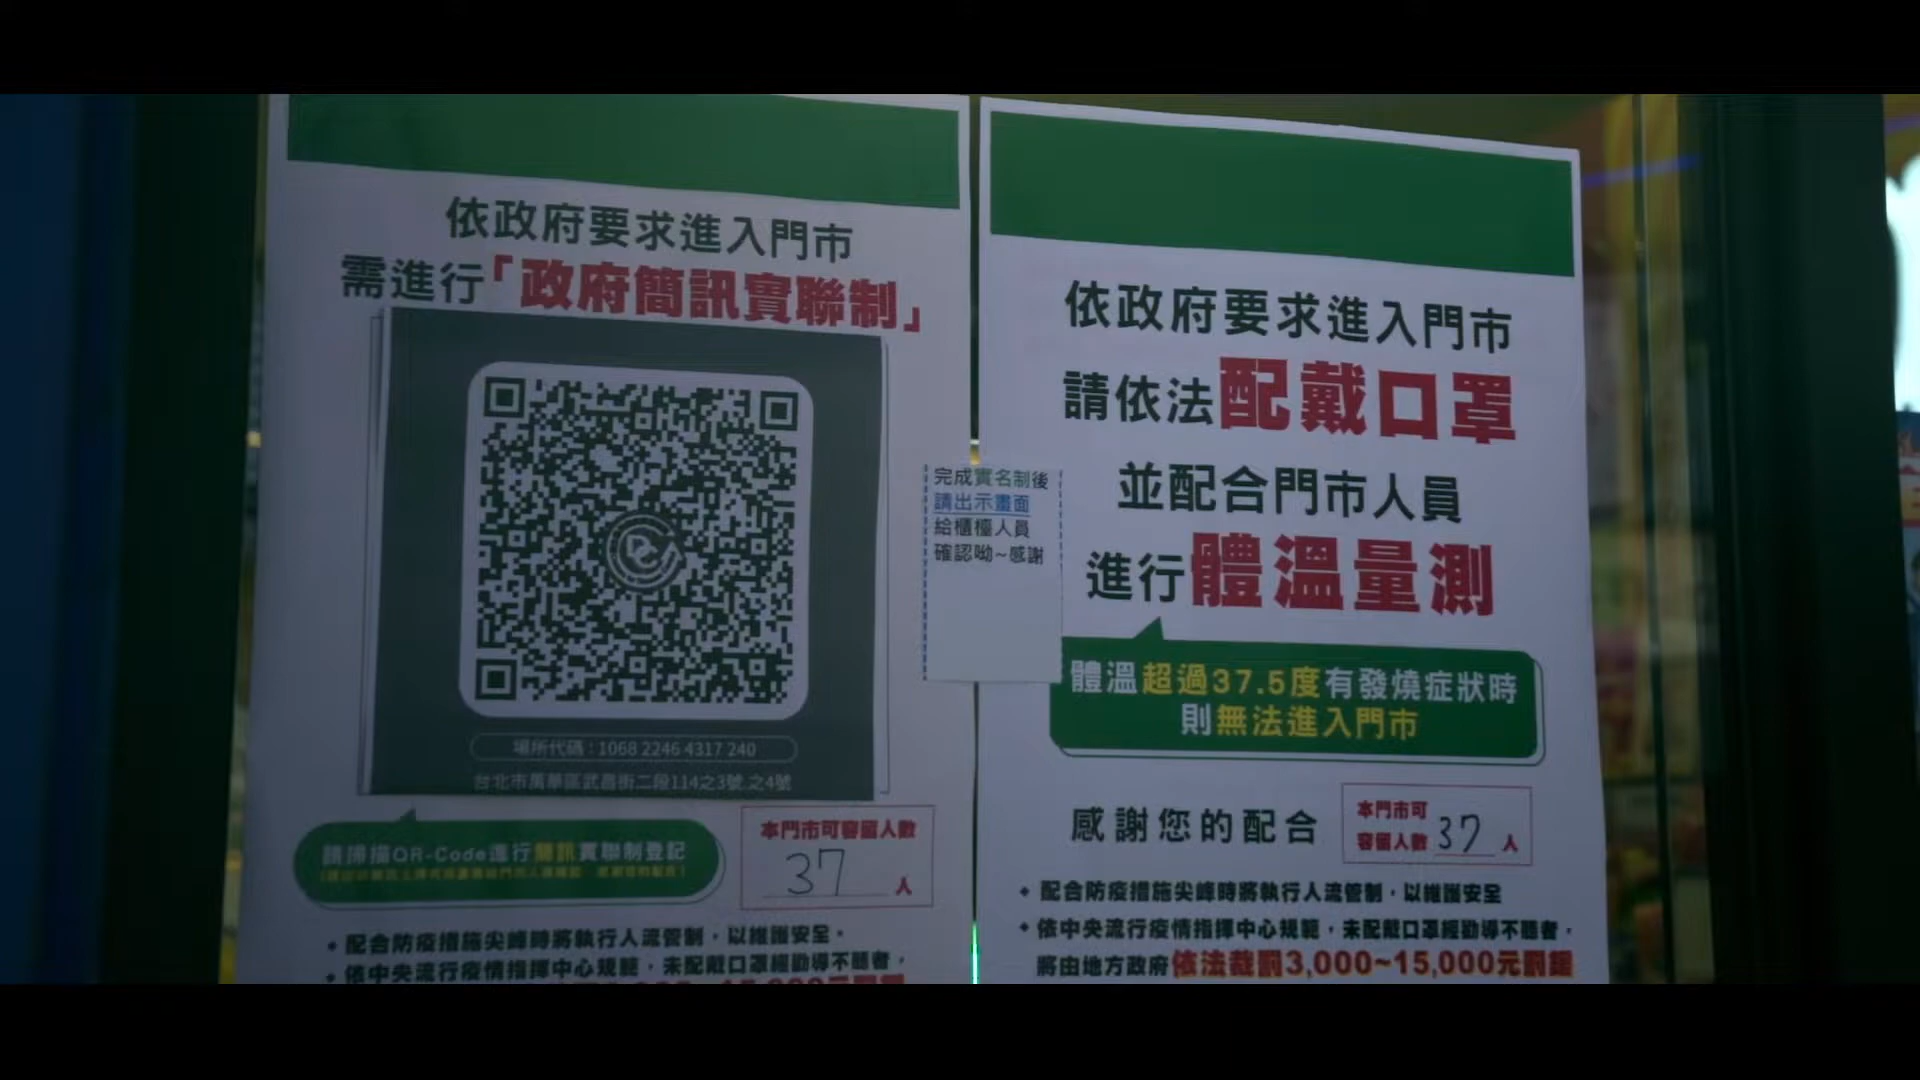 依政府要求進入門市
需進行「政府簡訊實聯制」
場所代碼：1068 2246 4317 240
台北市萬華區武昌街二段114之3號.之4號
請掃描QR-Code進行簡訊實聯制登記
本門市可容留人數
37人
• 配合防疫措施尖峰時將執行人流管制，以維護安全。
• 依中央流行疫情指揮中心規範，未配戴口罩經勸導不聽者，
完成實名制後
請出示畫面
給櫃檯人員
確認呦~感謝
依政府要求進入門市
請依法配戴口罩
並配合門市人員
進行體溫量測
體溫超過37.5度有發燒症狀時
則無法進入門市
感謝您的配合
本門市可
容留人數 37 人
• 配合防疫措施尖峰時將執行人流管制，以維護安全
• 依中央流行疫情指揮中心規範，未配戴口罩經勸導不聽者，
將由地方政府依法裁罰3,000~15,000元罰鍰